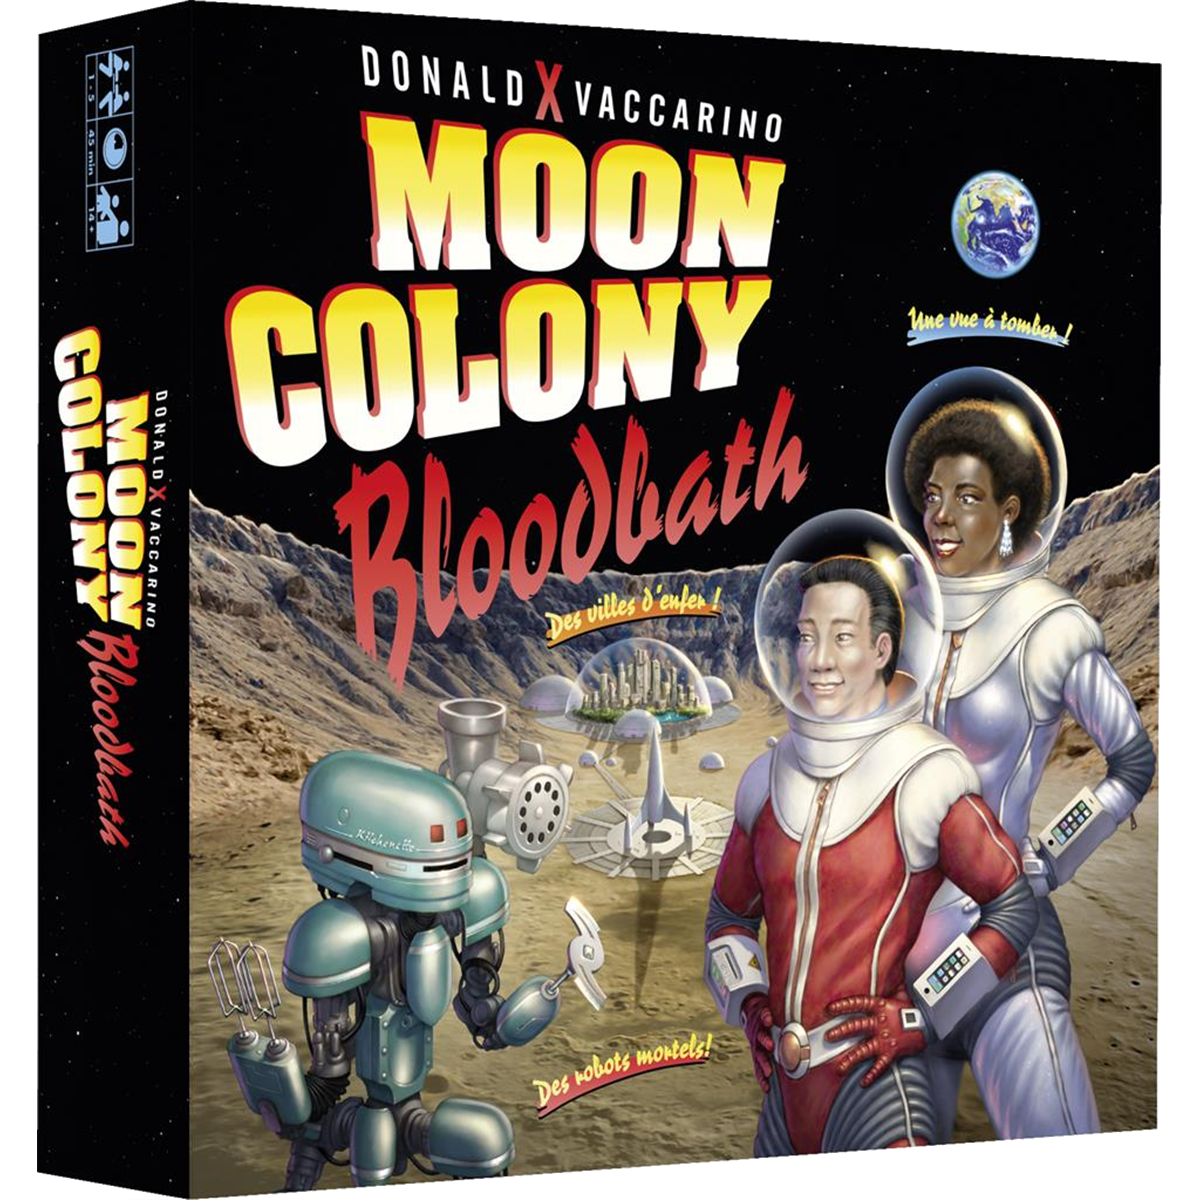 DONALD X VACCARINO
MOON
COLONY
Bloodbath
Une vue à tomber !
Des villes d'enfer !
Des robots mortels!
Kitchenette
1 - 5
45 min
14+
DONALD X VACCARINO
MOON
COLONY
Bloodbath